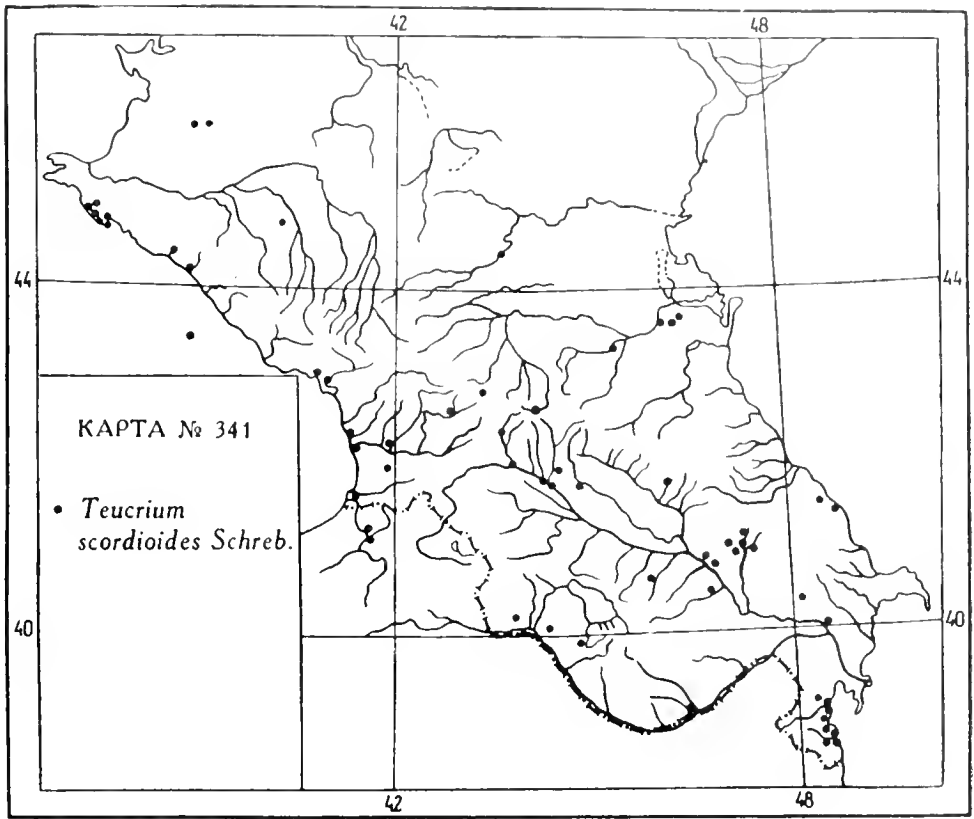 42 48
44 44
КАРТА № 341
• Teucrium
scordioides Schreb.
40 40
42 48